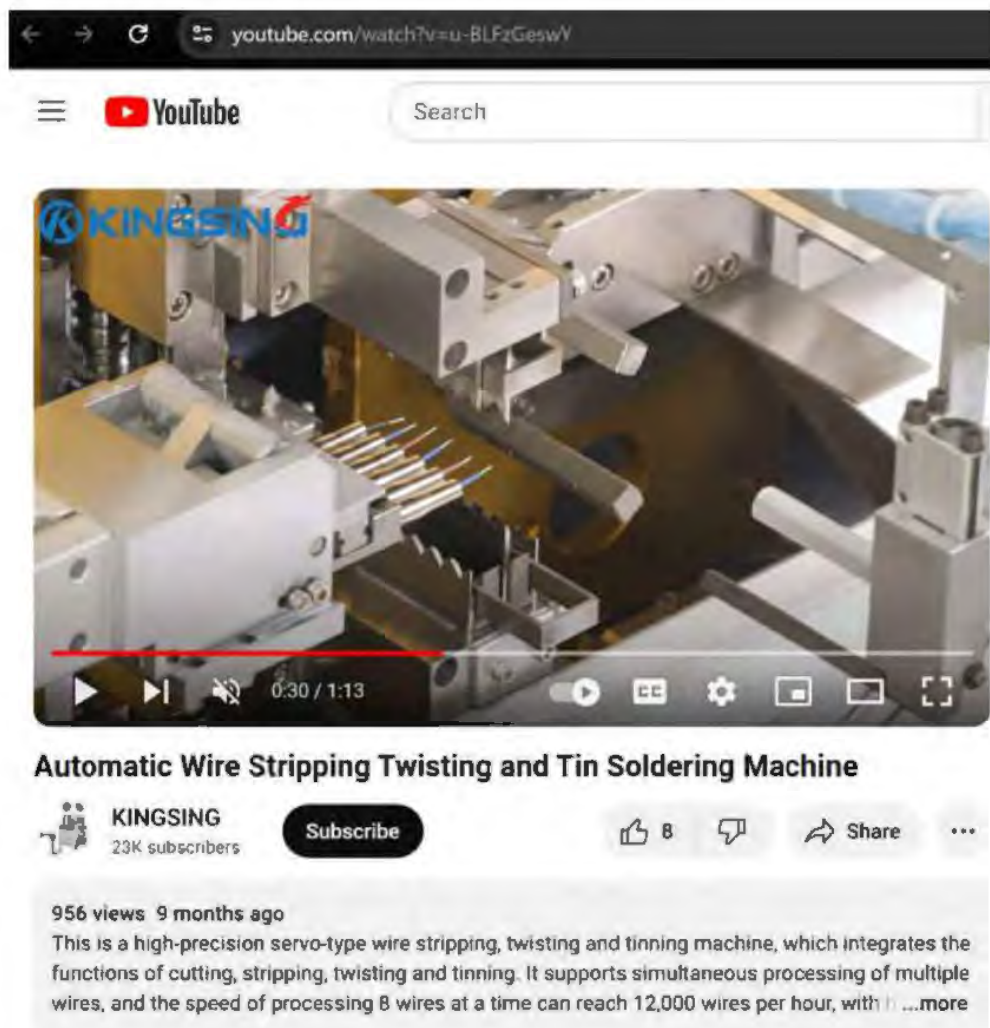 youtube.com/watch?v=u-BLFzGeswY
YouTube
Search
KINGSING
0:30 / 1:13
CC
Automatic Wire Stripping Twisting and Tin Soldering Machine
KINGSING
23K subscribers
Subscribe
8
Share
956 views 9 months ago
This is a high-precision servo-type wire stripping, twisting and tinning machine, which integrates the
functions of cutting, stripping, twisting and tinning. It supports simultaneous processing of multiple
wires, and the speed of processing 8 wires at a time can reach 12,000 wires per hour, with ...more